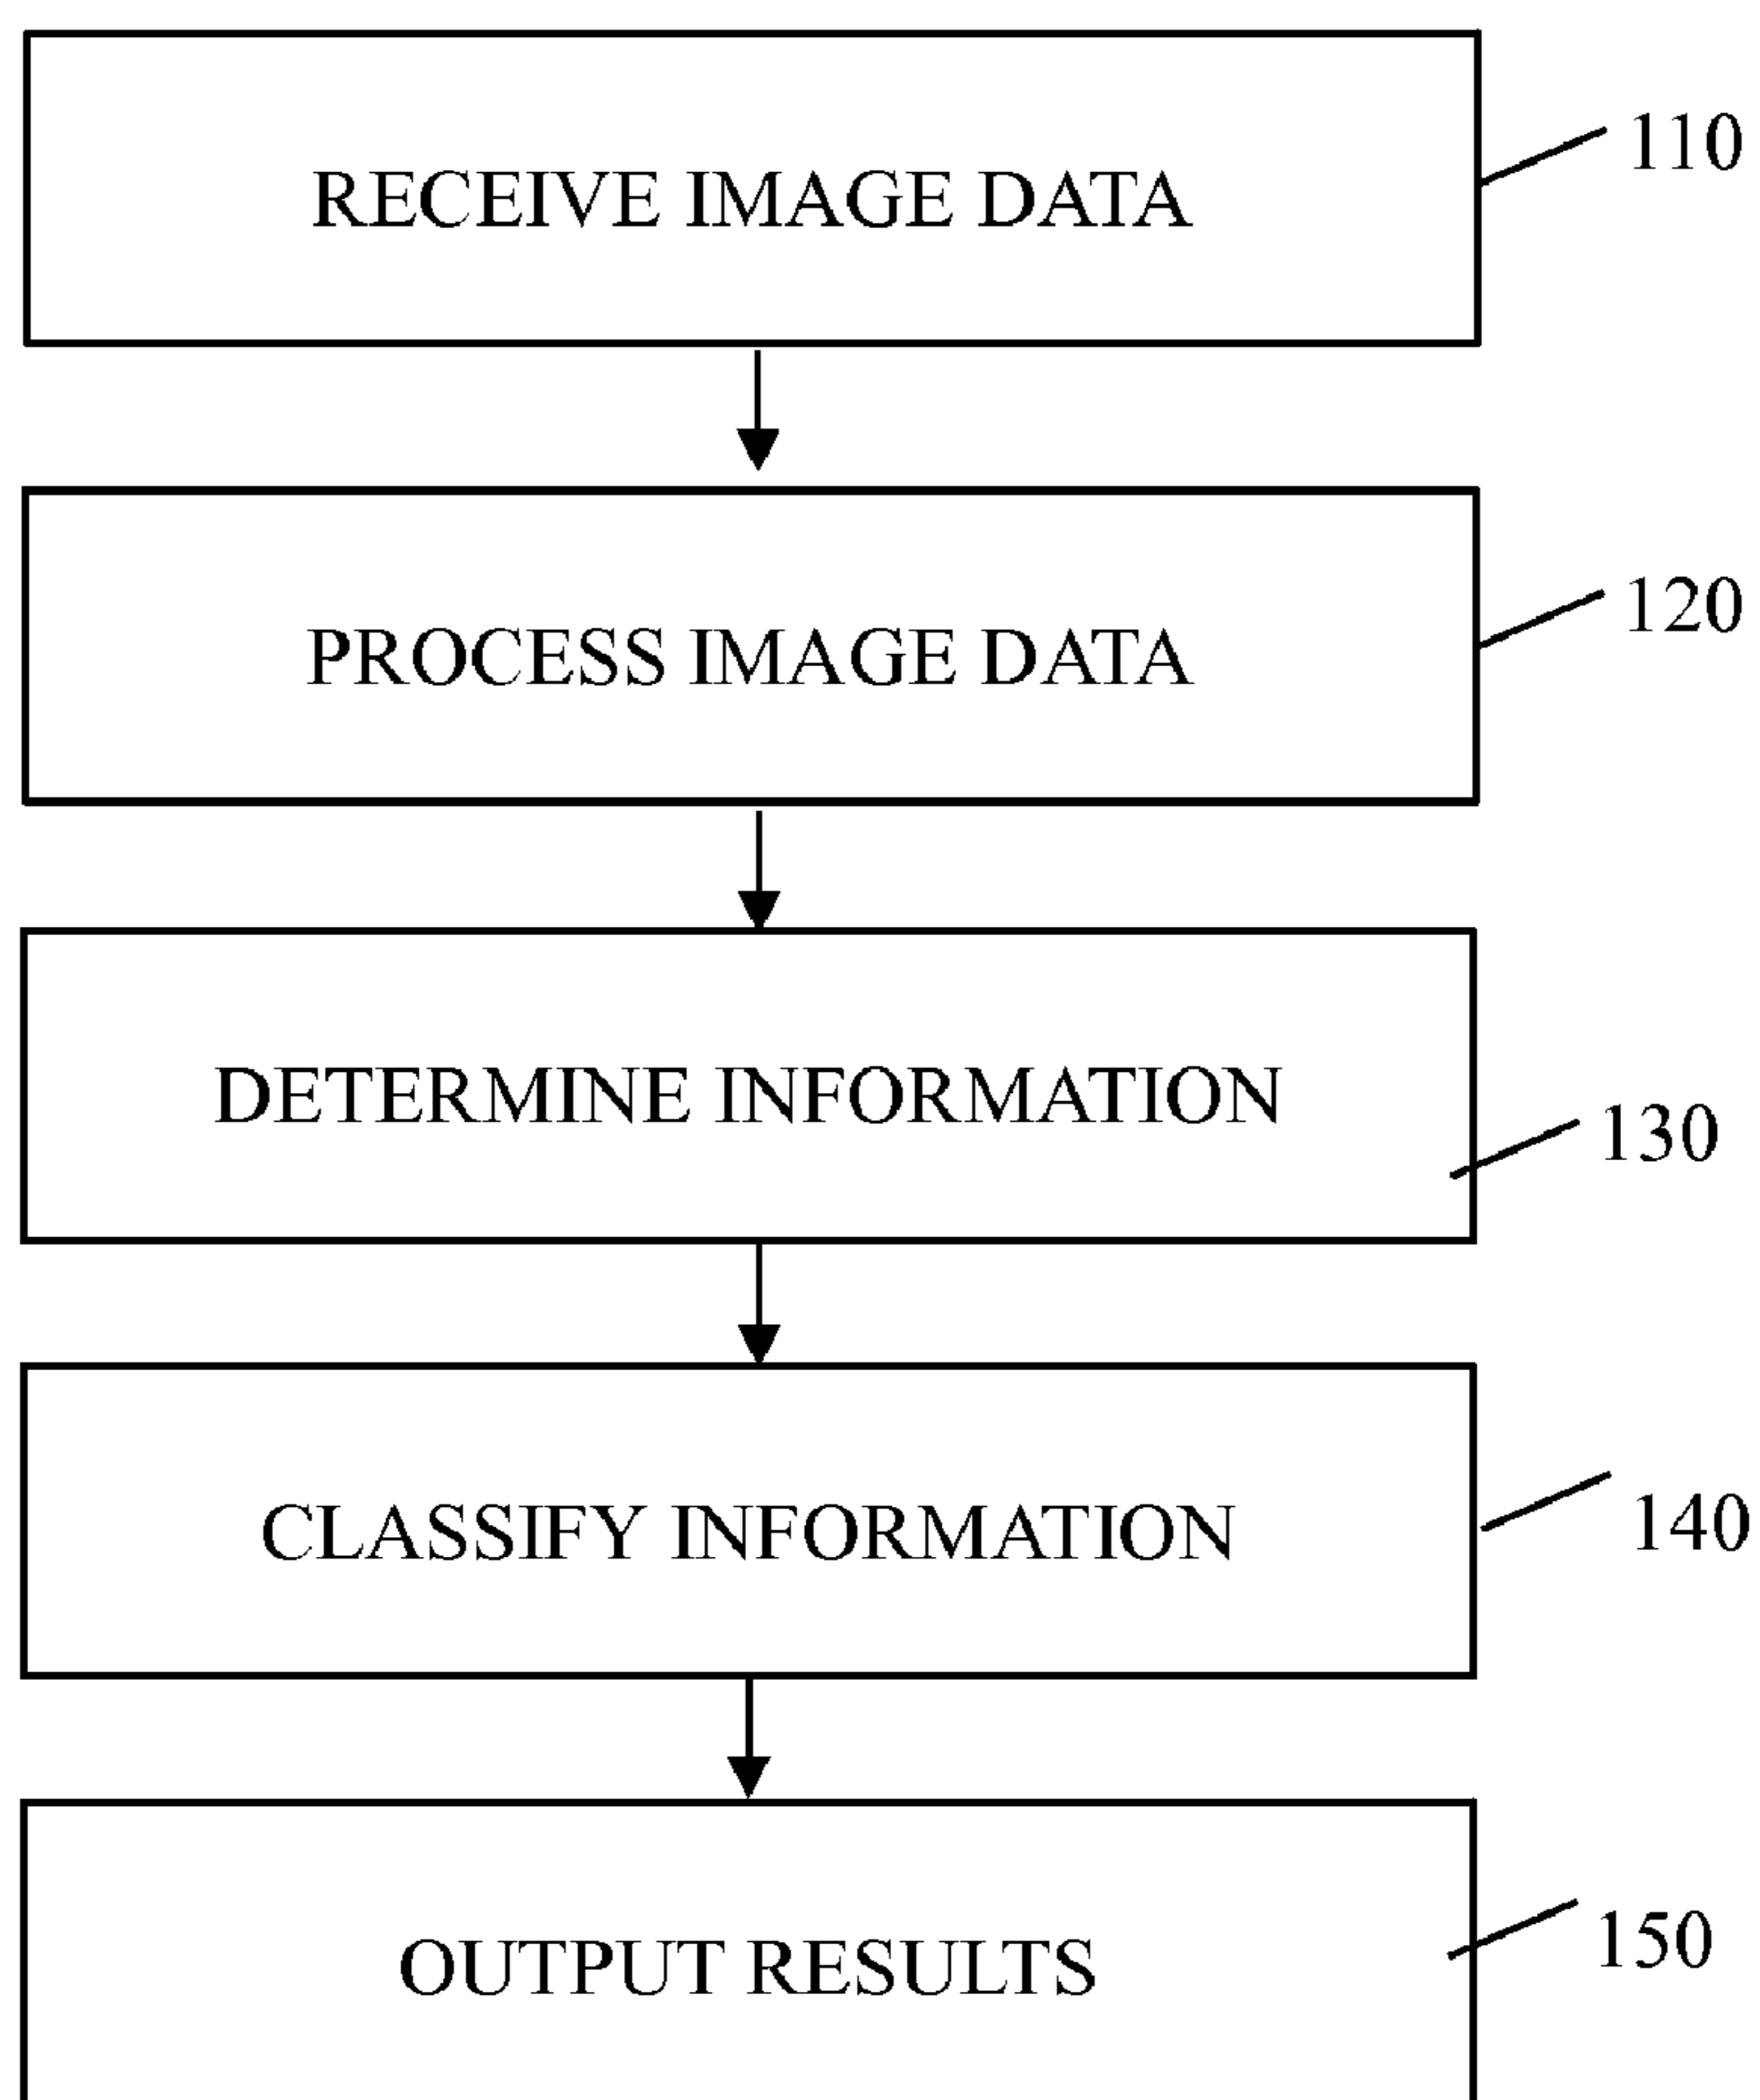 RECEIVE IMAGE DATA
110
PROCESS IMAGE DATA
120
DETERMINE INFORMATION
130
CLASSIFY INFORMATION
140
OUTPUT RESULTS
150